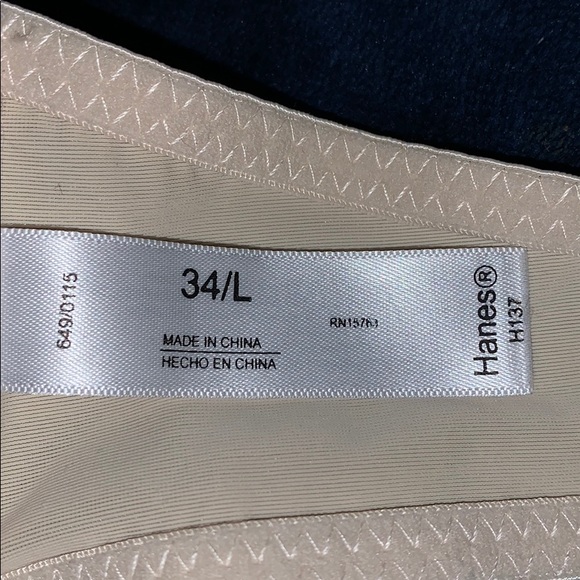 649/0115
34/L
MADE IN CHINA
HECHO EN CHINA
Hanes®
H137